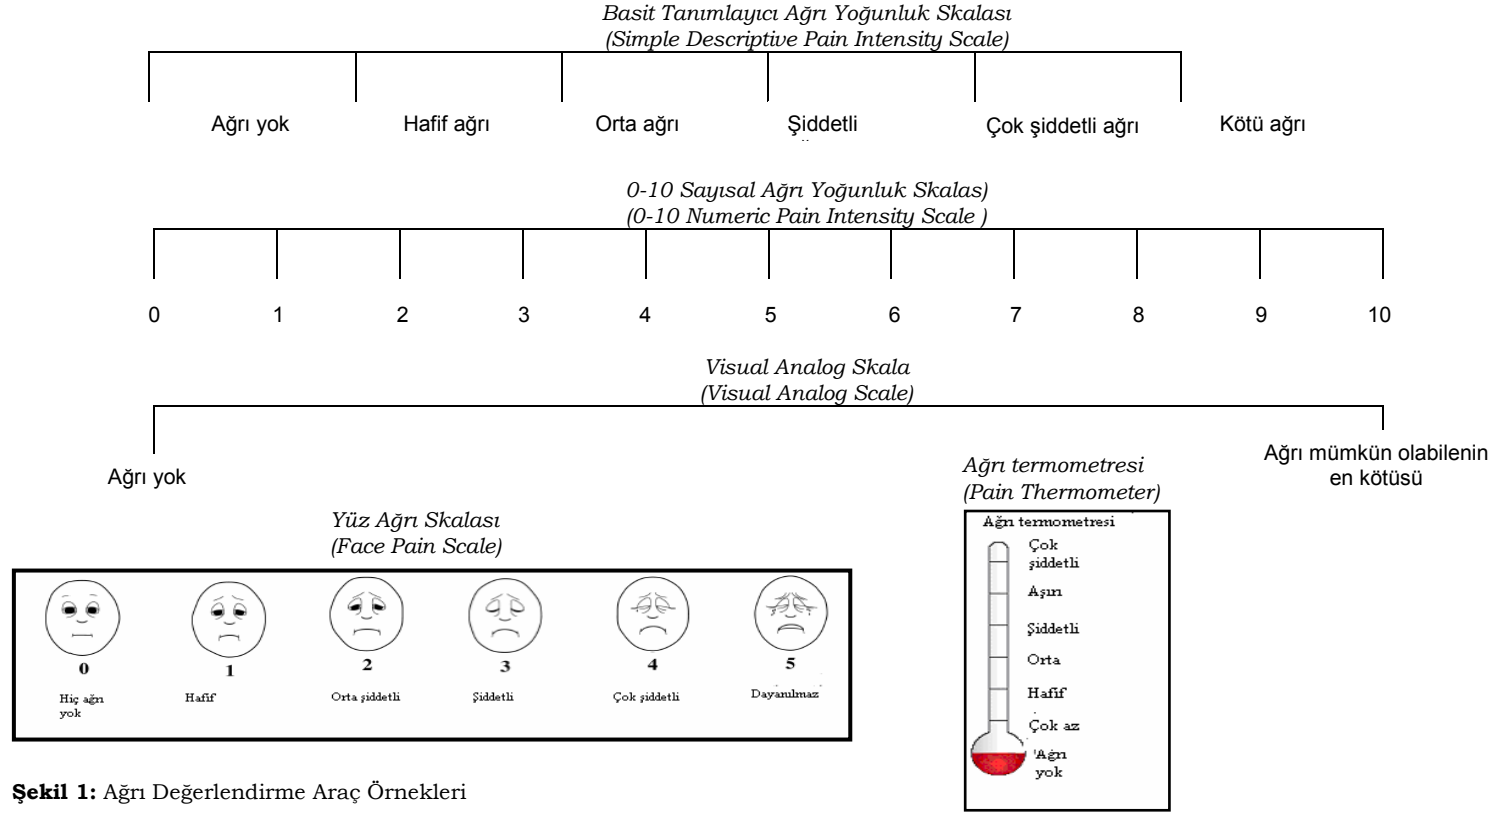 Basit Tanımlayıcı Ağrı Yoğunluk Skalası
(Simple Descriptive Pain Intensity Scale)
Ağrı yok Hafif ağrı Orta ağrı Şiddetli Çok şiddetli ağrı Kötü ağrı
0-10 Sayısal Ağrı Yoğunluk Skalas)
(0-10 Numeric Pain Intensity Scale )
0 1 2 3 4 5 6 7 8 9 10
Visual Analog Skala
(Visual Analog Scale)
Ağrı yok
Ağrı mümkün olabilenin
en kötüsü
Yüz Ağrı Skalası
(Face Pain Scale)
0 1 2 3 4 5
Hiç ağrı
yok
Hafif
Orta şiddetli
Şiddetli
Çok şiddetli
Dayanılmaz
Ağrı termometresi
(Pain Thermometer)
Ağrı termometresi
Çok
şiddetli
Aşırı
Şiddetli
Orta
Hafif
Çok az
Ağrı
yok
Şekil 1: Ağrı Değerlendirme Araç Örnekleri